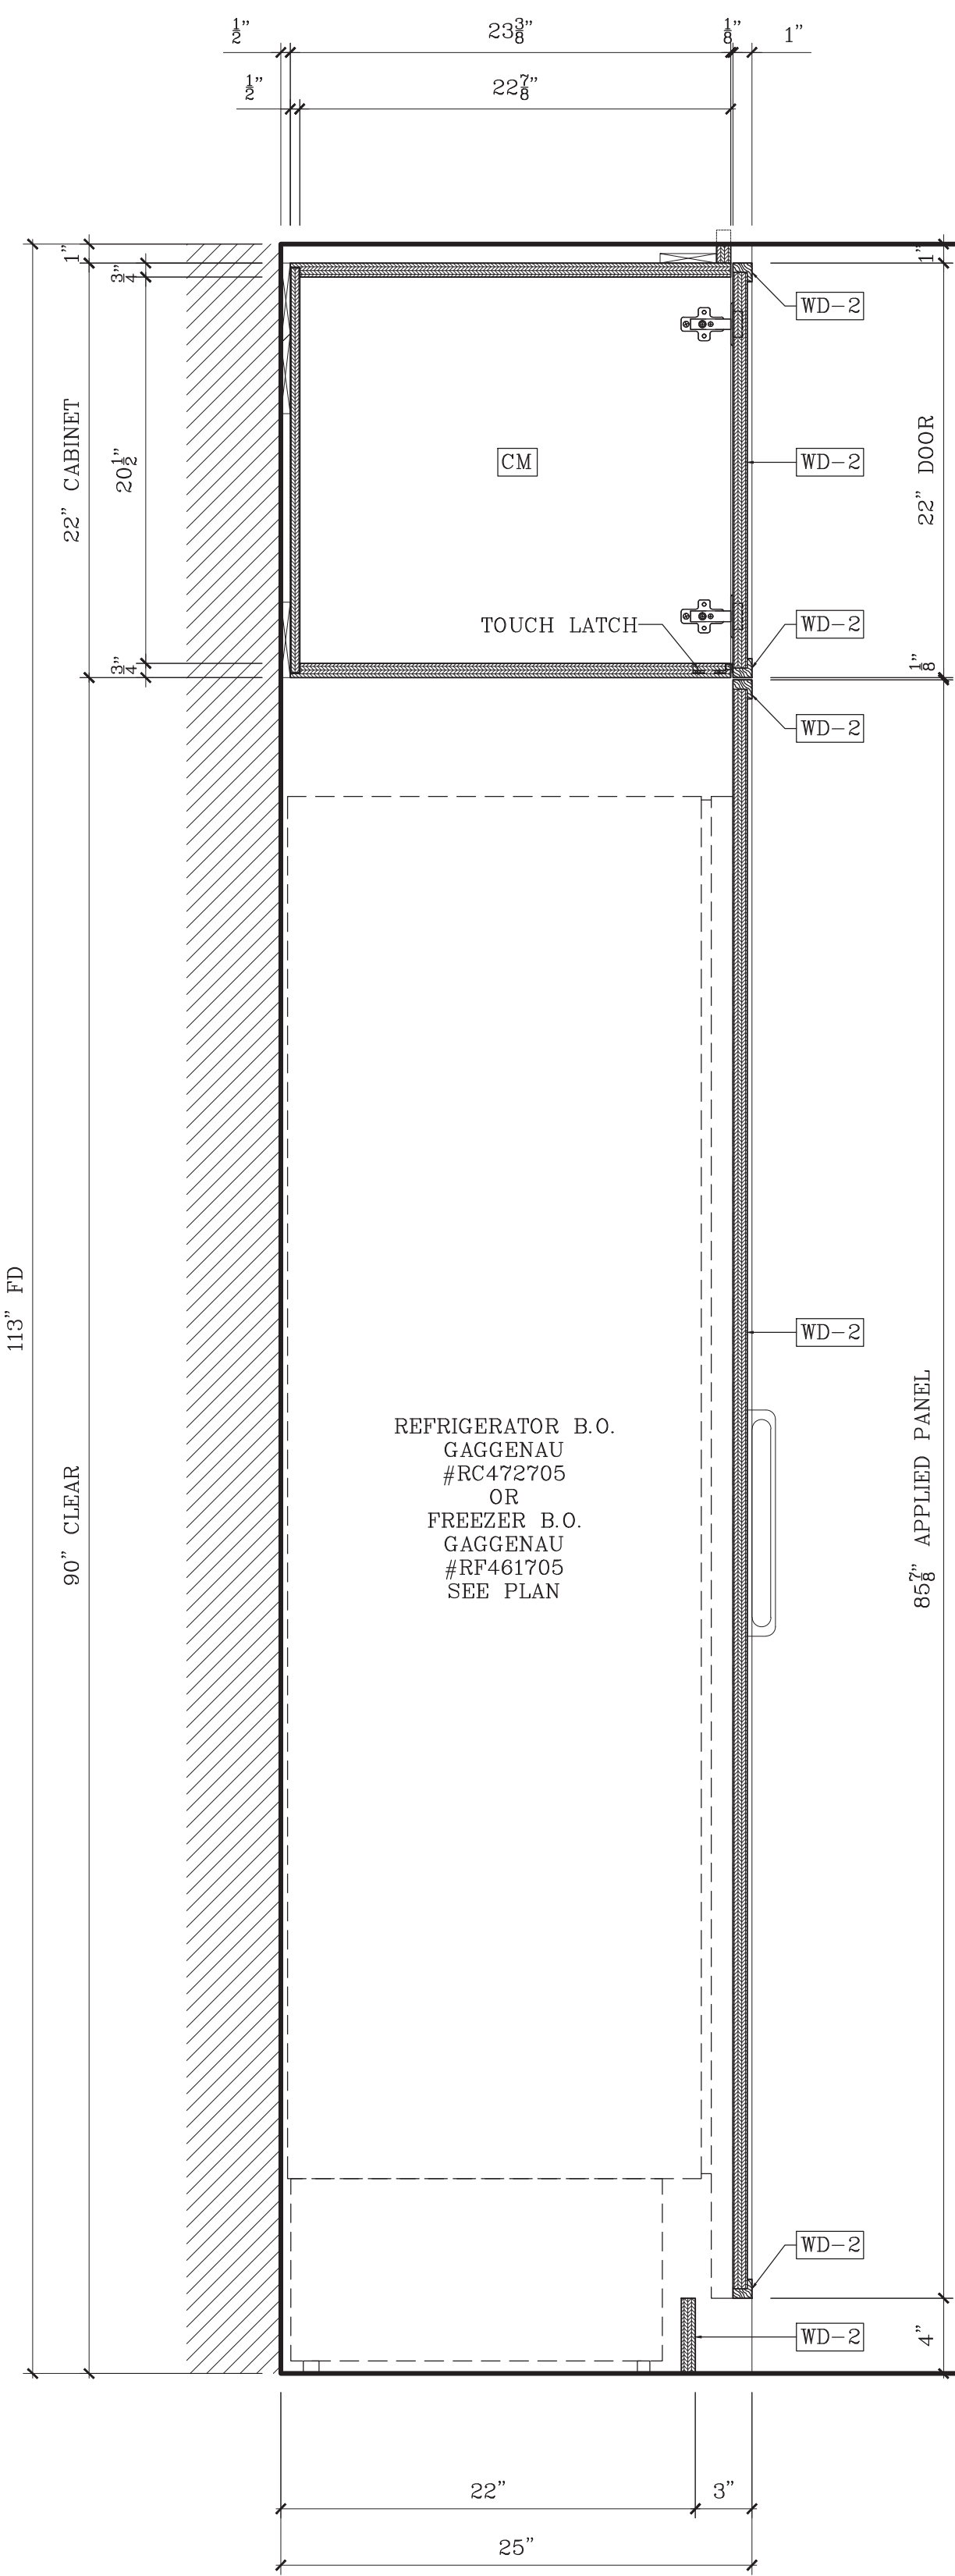 1/2" 23 3/8" 1/8" 1"
1/2" 22 7/8"
1"
3/4"
22" CABINET
20 1/2"
3/4"
113" FD
90" CLEAR
CM
TOUCH LATCH
WD-2
WD-2
WD-2
WD-2
WD-2
WD-2
WD-2
1"
22" DOOR
1/8"
85 7/8" APPLIED PANEL
4"
REFRIGERATOR B.O.
GAGGENAU
#RC472705
OR
FREEZER B.O.
GAGGENAU
#RF461705
SEE PLAN
22" 3"
25"